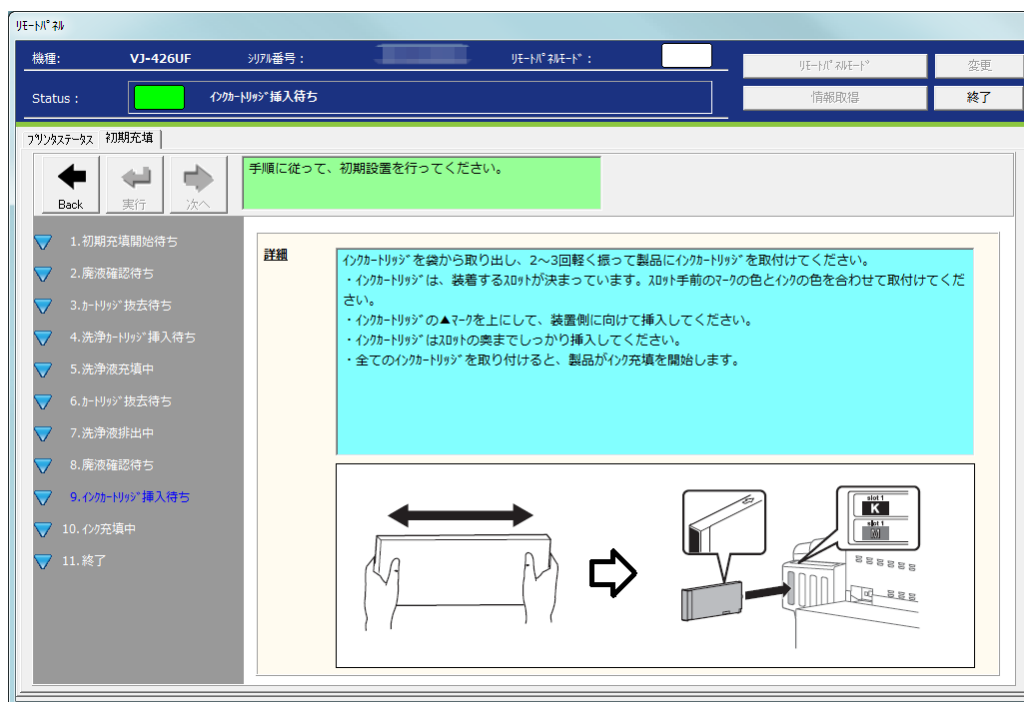 ﾘﾓｰﾄﾊﾟﾈﾙ
機種: VJ-426UF ｼﾘｱﾙ番号： ﾘﾓｰﾄﾊﾟﾈﾙﾓｰﾄﾞ：
ﾘﾓｰﾄﾊﾟﾈﾙﾓｰﾄﾞ 変更
Status : ｲﾝｸｶｰﾄﾘｯｼﾞ挿入待ち
情報取得 終了
ﾌﾟﾘﾝﾀｽﾃｰﾀｽ 初期充填
Back 実行 次へ
手順に従って、初期設置を行ってください。
1.初期充填開始待ち
2.廃液確認待ち
3.ｶｰﾄﾘｯｼﾞ抜去待ち
4.洗浄ｶｰﾄﾘｯｼﾞ挿入待ち
5.洗浄液充填中
6.ｶｰﾄﾘｯｼﾞ抜去待ち
7.洗浄液排出中
8.廃液確認待ち
9.ｲﾝｸｶｰﾄﾘｯｼﾞ挿入待ち
10.ｲﾝｸ充填中
11.終了
詳細
ｲﾝｸｶｰﾄﾘｯｼﾞを袋から取り出し、2～3回軽く振って製品にｲﾝｸｶｰﾄﾘｯｼﾞを取付けてください。
・ｲﾝｸｶｰﾄﾘｯｼﾞは、装着するｽﾛｯﾄが決まっています。ｽﾛｯﾄ手前のﾏｰｸの色とｲﾝｸの色を合わせて取付けてくだ
さい。
・ｲﾝｸｶｰﾄﾘｯｼﾞの▲ﾏｰｸを上にして、装置側に向けて挿入してください。
・ｲﾝｸｶｰﾄﾘｯｼﾞはｽﾛｯﾄの奥までしっかり挿入してください。
・全てのｲﾝｸｶｰﾄﾘｯｼﾞを取り付けると、製品がｲﾝｸ充填を開始します。
slot 1
K
slot 1
M